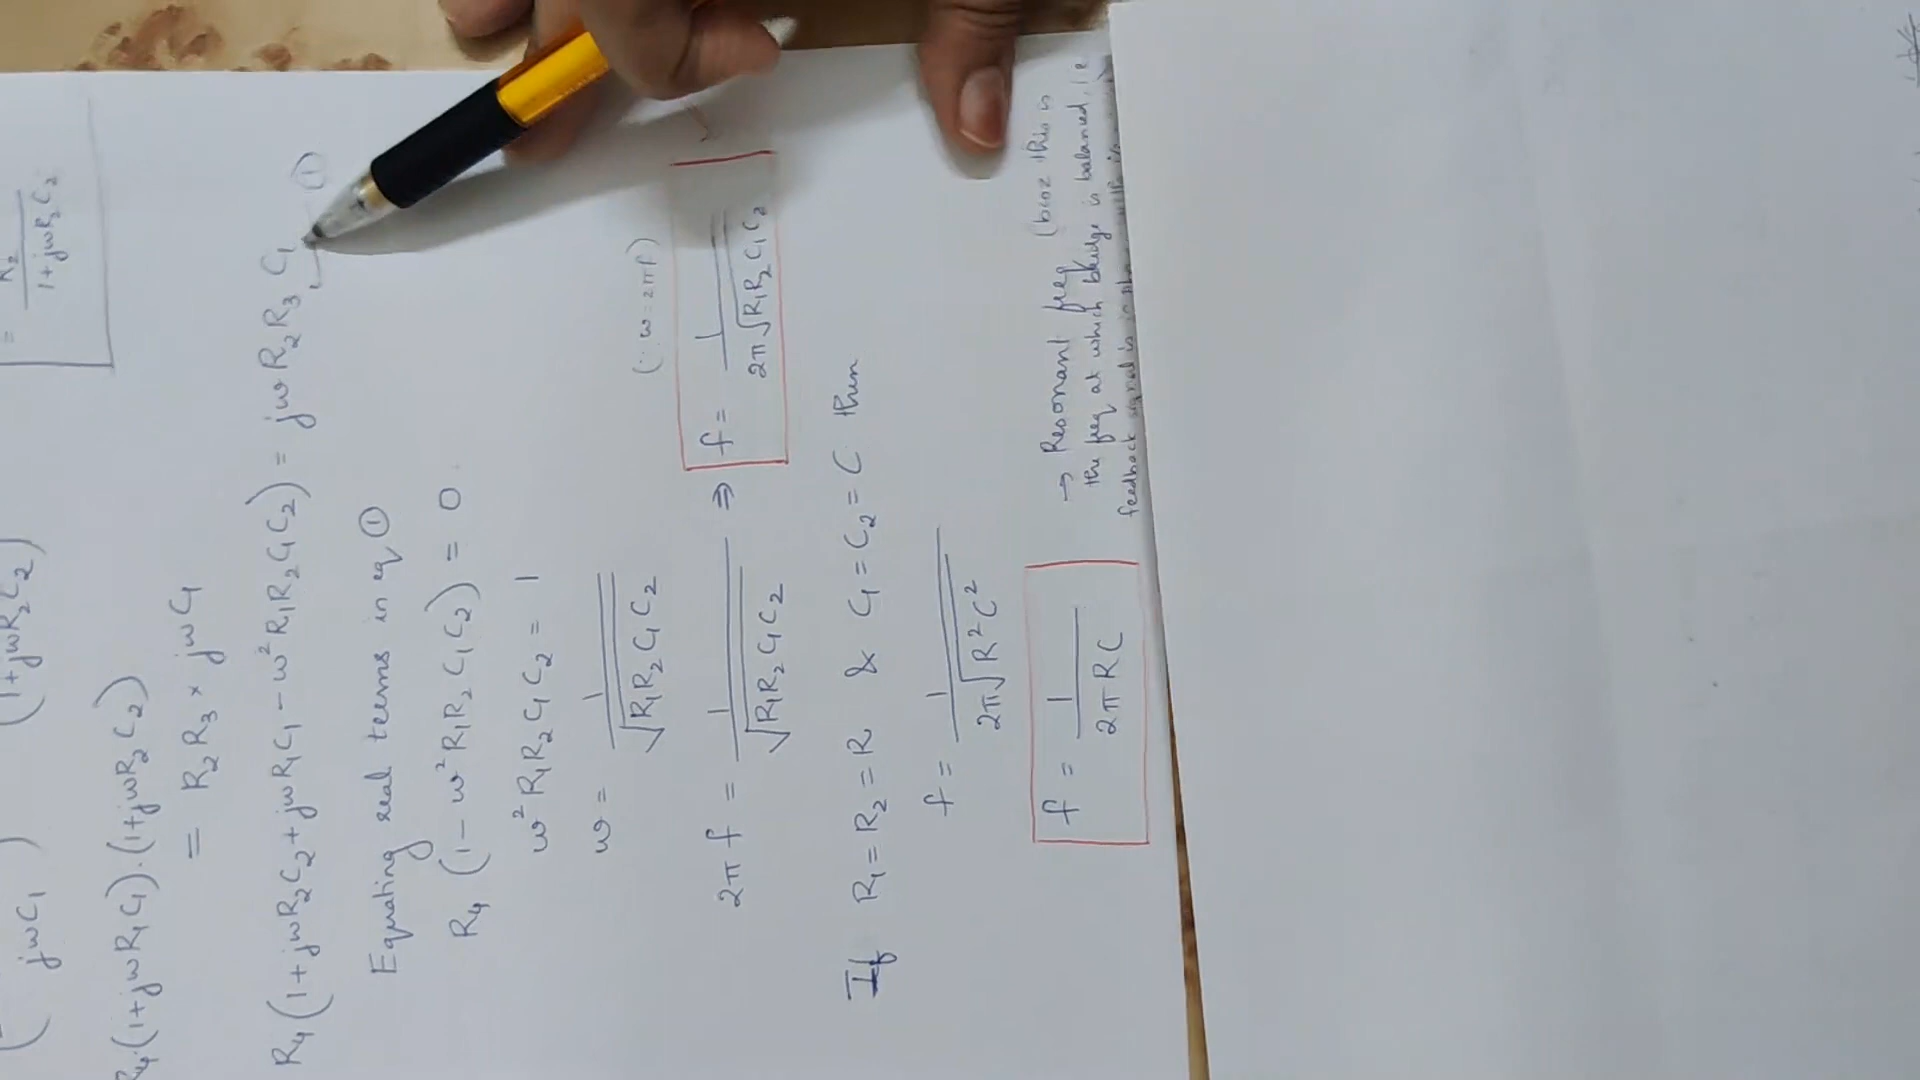 = R₂ / (1+jωR₂C₂)
jωC₁ ) (1+jωR₂C₂)
R₄.(1+jωR₁C₁).(1+jωR₂C₂)
= R₂R₃ × jωC₁
R₄(1+jωR₂C₂+jωR₁C₁−ω²R₁R₂C₁C₂) = jωR₂R₃C₁ ①
Equating real terms in eq ①
R₄(1−ω²R₁R₂C₁C₂) = 0
ω²R₁R₂C₁C₂ = 1
ω = 1/√R₁R₂C₁C₂ (∵ ω=2πf)
2πf = 1/√R₁R₂C₁C₂ ⇒ f = 1/2π√R₁R₂C₁C₂
If R₁=R₂=R & C₁=C₂=C then
f = 1/2π√R²C²
f = 1/2πRC → Resonant freq (bcoz this is
the freq at which bridge is balanced, i.e
feedback signal is in